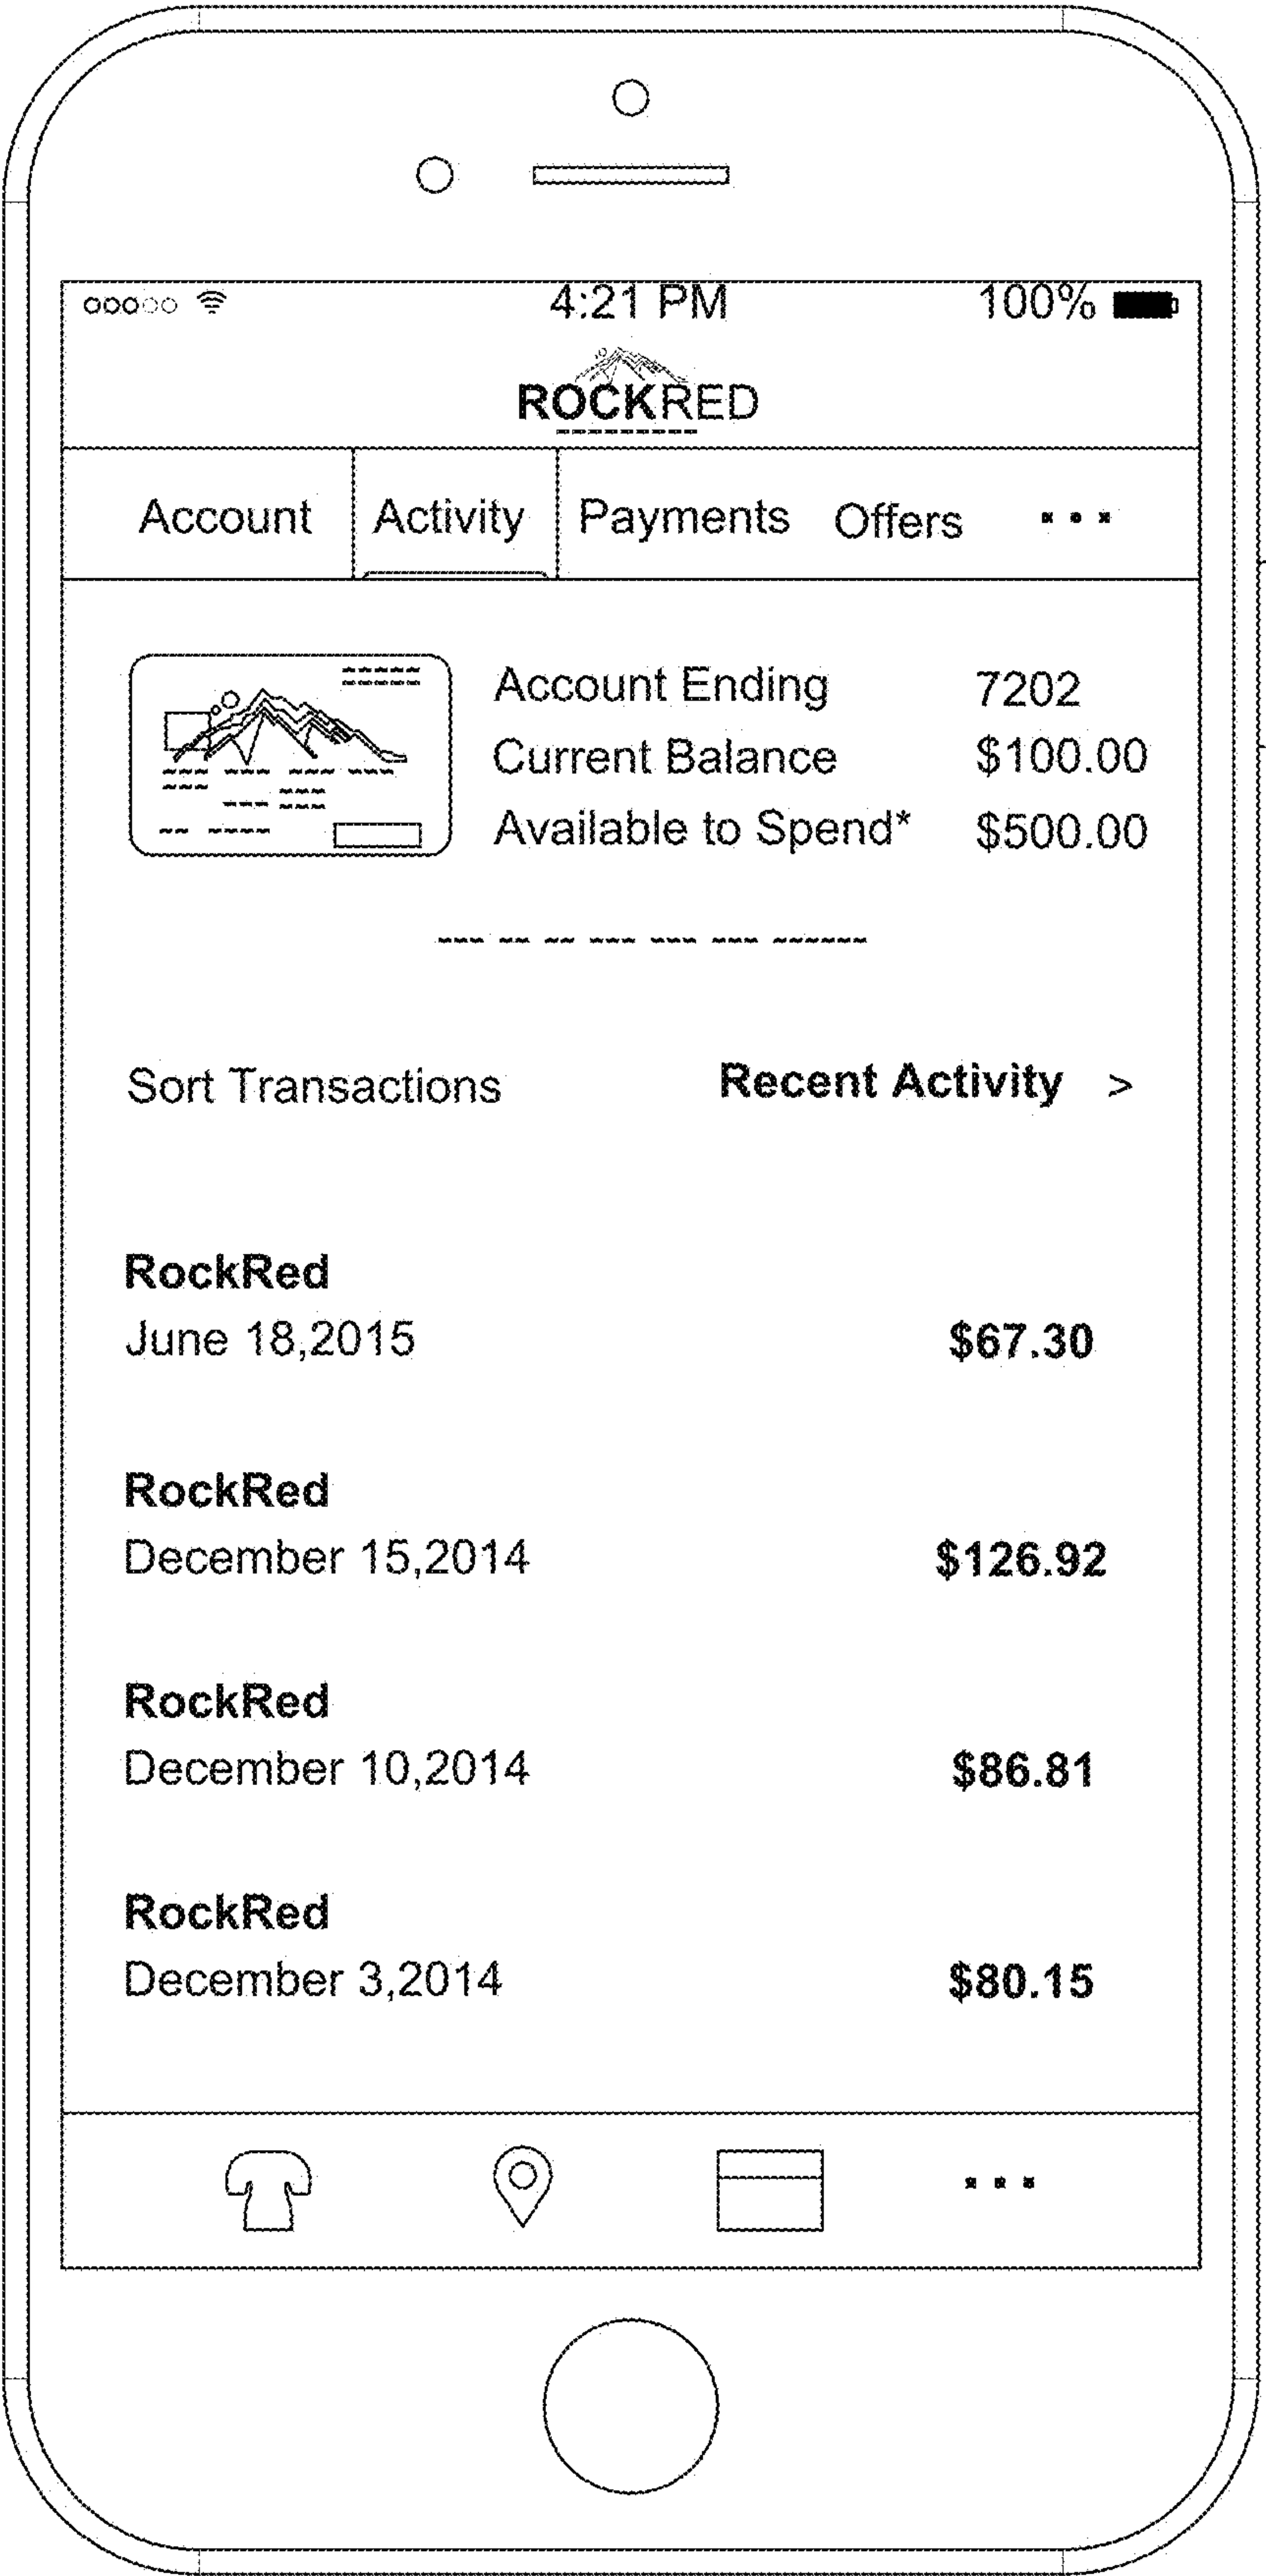 4:21 PM 100%
ROCKRED
Account Activity Payments Offers ...
Account Ending 7202
Current Balance $100.00
Available to Spend* $500.00
Sort Transactions Recent Activity >
RockRed
June 18,2015 $67.30
RockRed
December 15,2014 $126.92
RockRed
December 10,2014 $86.81
RockRed
December 3,2014 $80.15
...